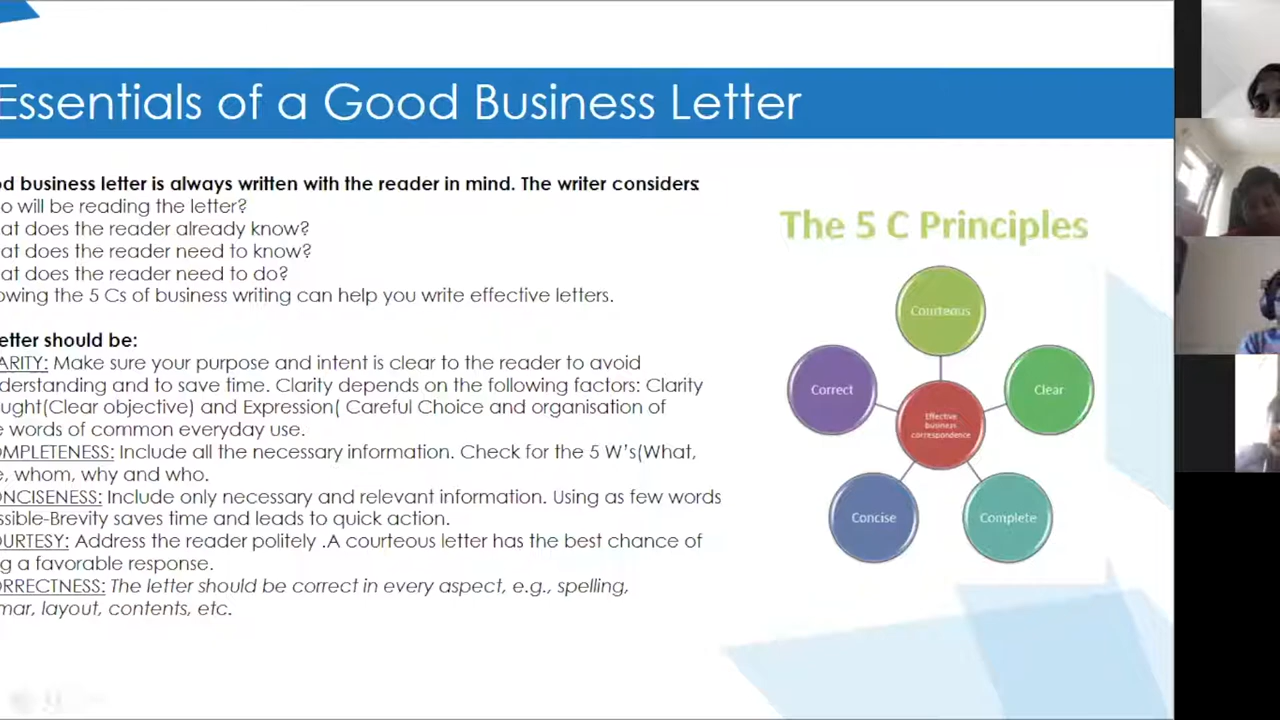 Essentials of a Good Business Letter
od business letter is always written with the reader in mind. The writer considers:
o will be reading the letter?
at does the reader already know?
at does the reader need to know?
at does the reader need to do?
owing the 5 Cs of business writing can help you write effective letters.
etter should be:
ARITY: Make sure your purpose and intent is clear to the reader to avoid
derstanding and to save time. Clarity depends on the following factors: Clarity
ught(Clear objective) and Expression( Careful Choice and organisation of
e words of common everyday use.
OMPLETENESS: Include all the necessary information. Check for the 5 W's(What,
e, whom, why and who.
ONCISENESS: Include only necessary and relevant information. Using as few words
ssible-Brevity saves time and leads to quick action.
OURTESY: Address the reader politely .A courteous letter has the best chance of
g a favorable response.
ORRECTNESS: The letter should be correct in every aspect, e.g., spelling,
mar, layout, contents, etc.
The 5 C Principles
Courteous
Correct
Clear
Effective
business
correspondence
Concise
Complete